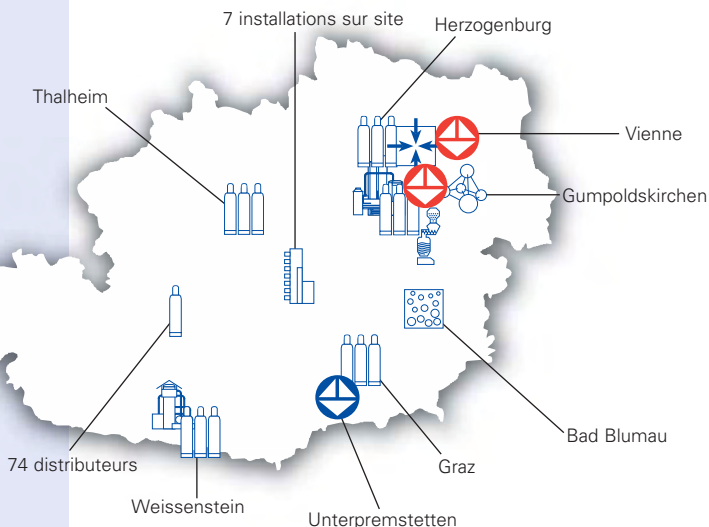 7 installations sur site
Herzogenburg
Thalheim
Vienne
Gumpoldskirchen
Bad Blumau
74 distributeurs
Graz
Weissenstein
Unterpremstetten